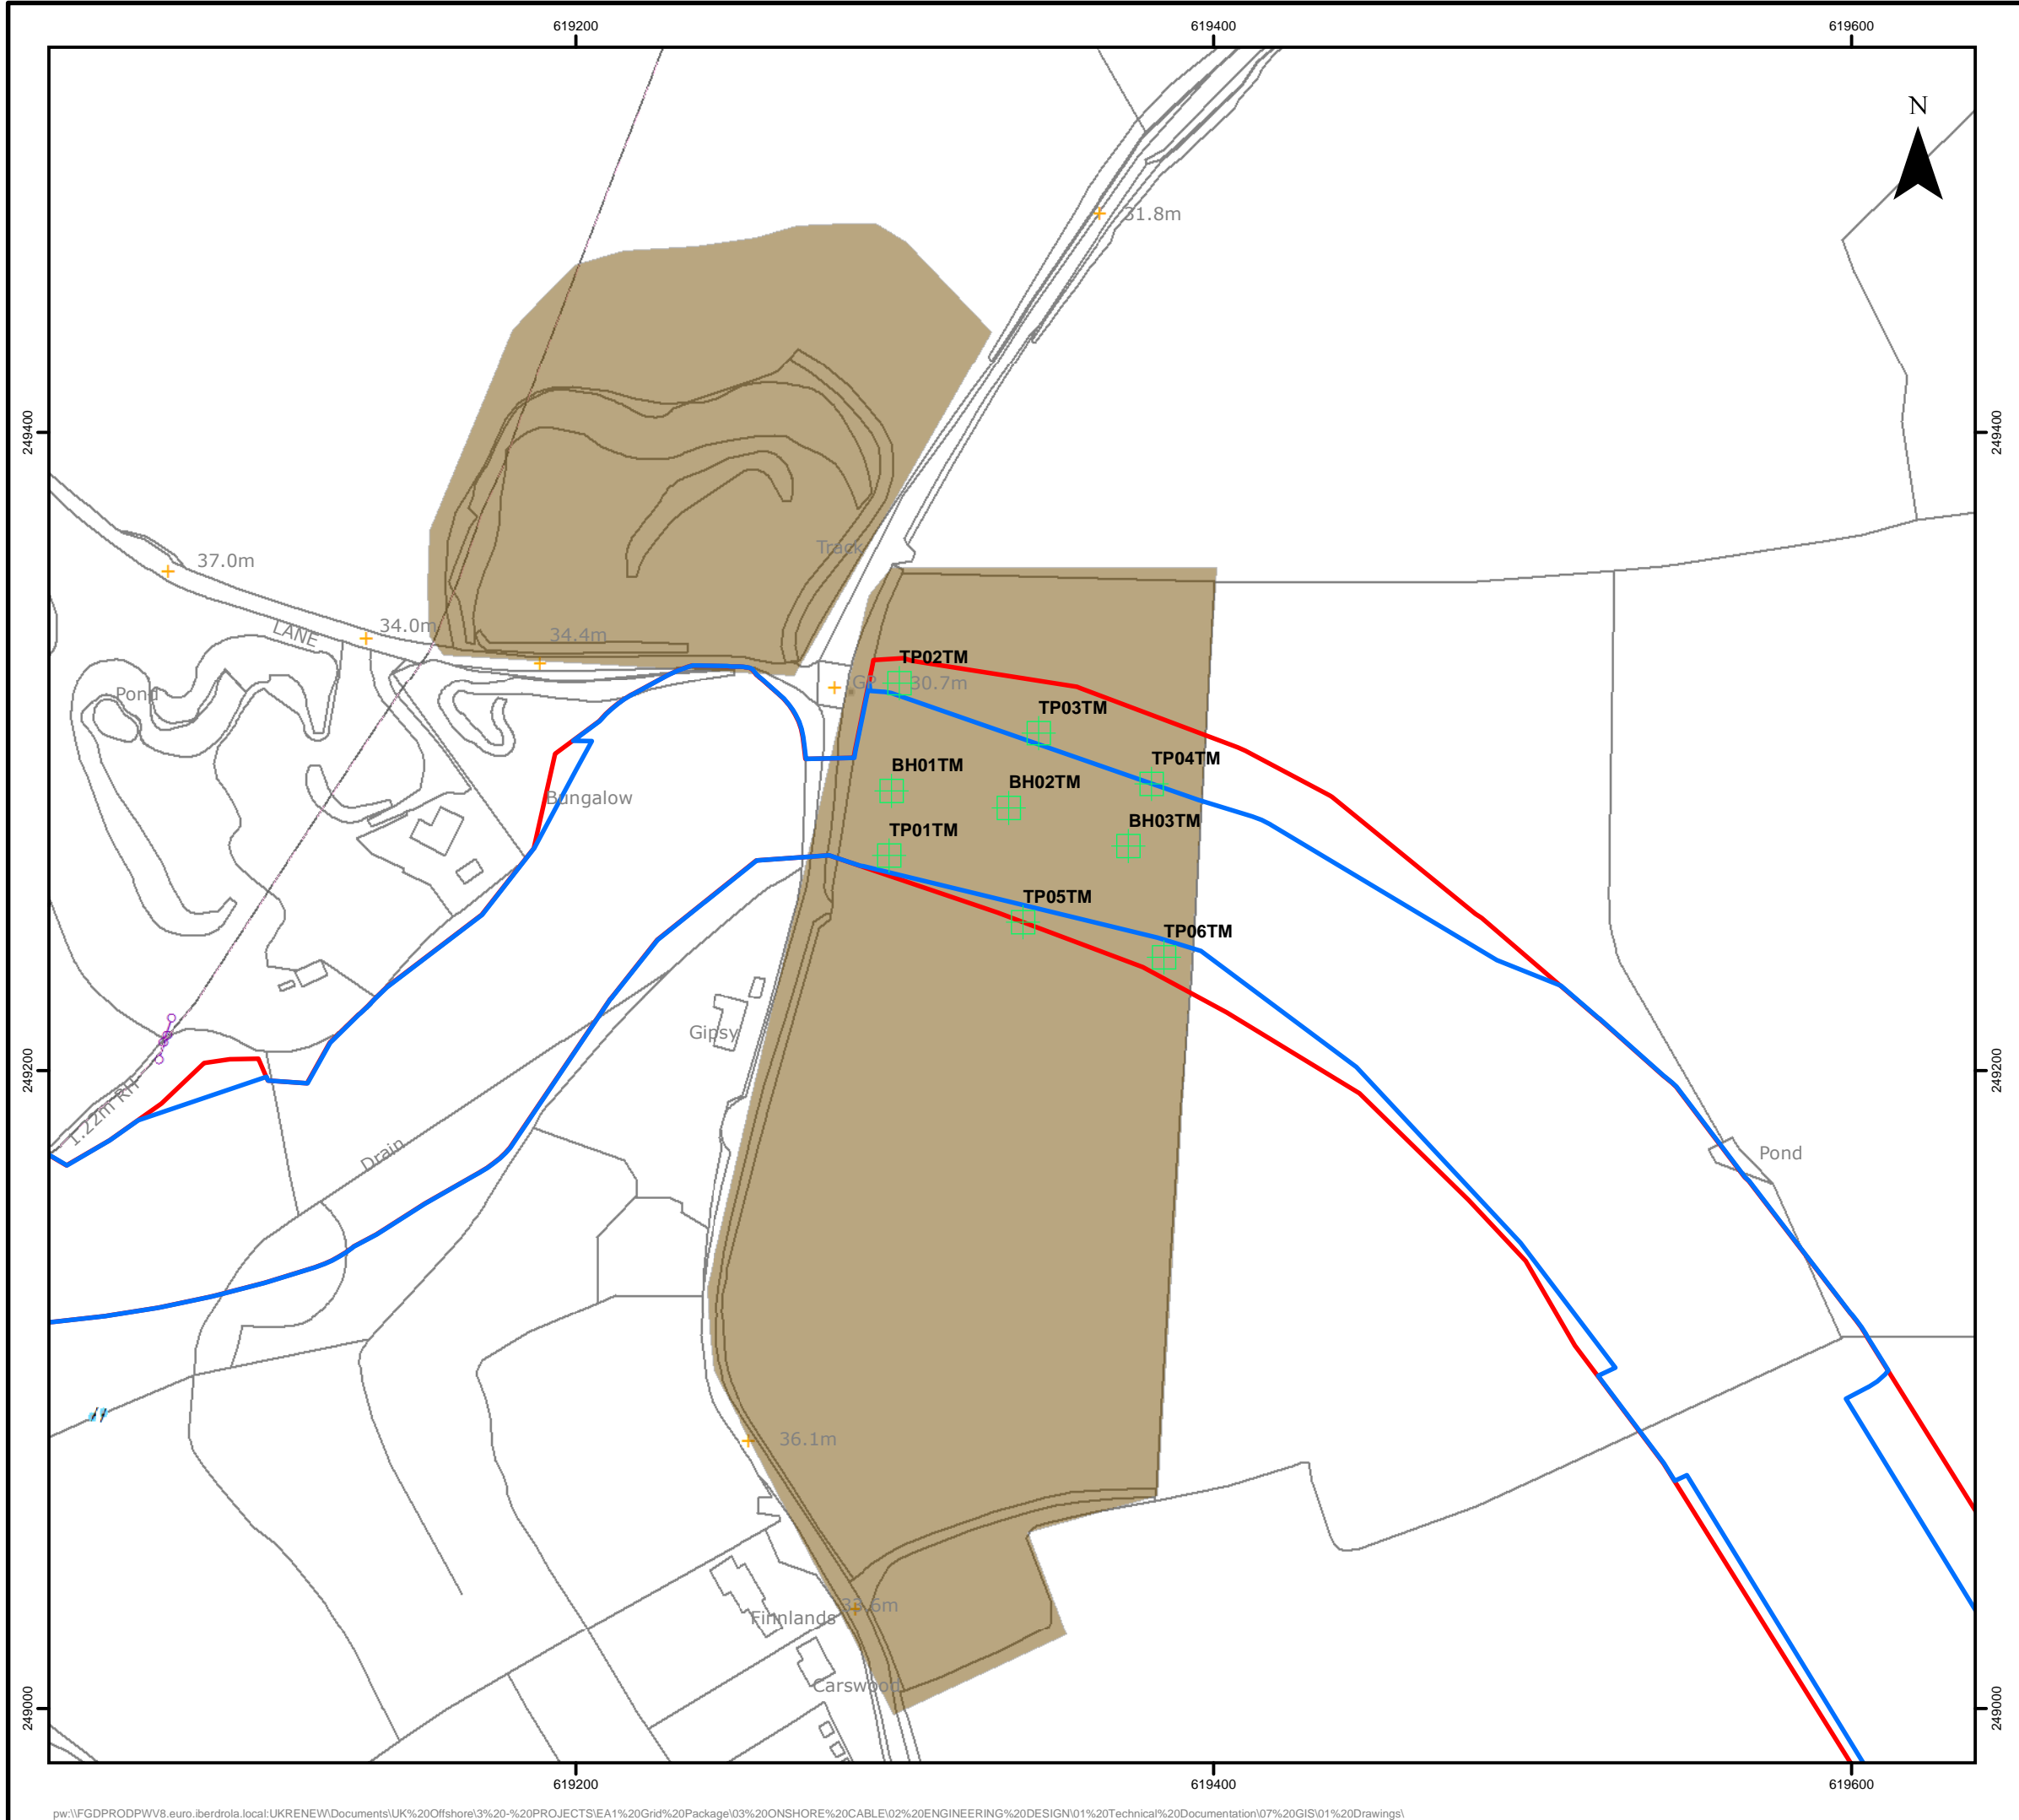 619200
619400
619600
N
31.8m
249400
249400
Track
37.0m
34.0m
LANE
34.4m
TP02TM
GP
30.7m
Pond
TP03TM
TP04TM
BH01TM
BH02TM
Bungalow
BH03TM
TP01TM
TP05TM
TP06TM
Gipsy
249200
249200
1.22m RH
Drain
Pond
36.1m
33.6m
Finnlands
Carswood
249000
249000
619200
619400
619600
pw:\\FGDPRODPWV8.euro.iberdrola.local:UKRENEW\Documents\UK%20Offshore\3%20-%20PROJECTS\EA1%20Grid%20Package\03%20ONSHORE%20CABLE\02%20ENGINEERING%20DESIGN\01%20Technical%20Documentation\07%20GIS\01%20Drawings\